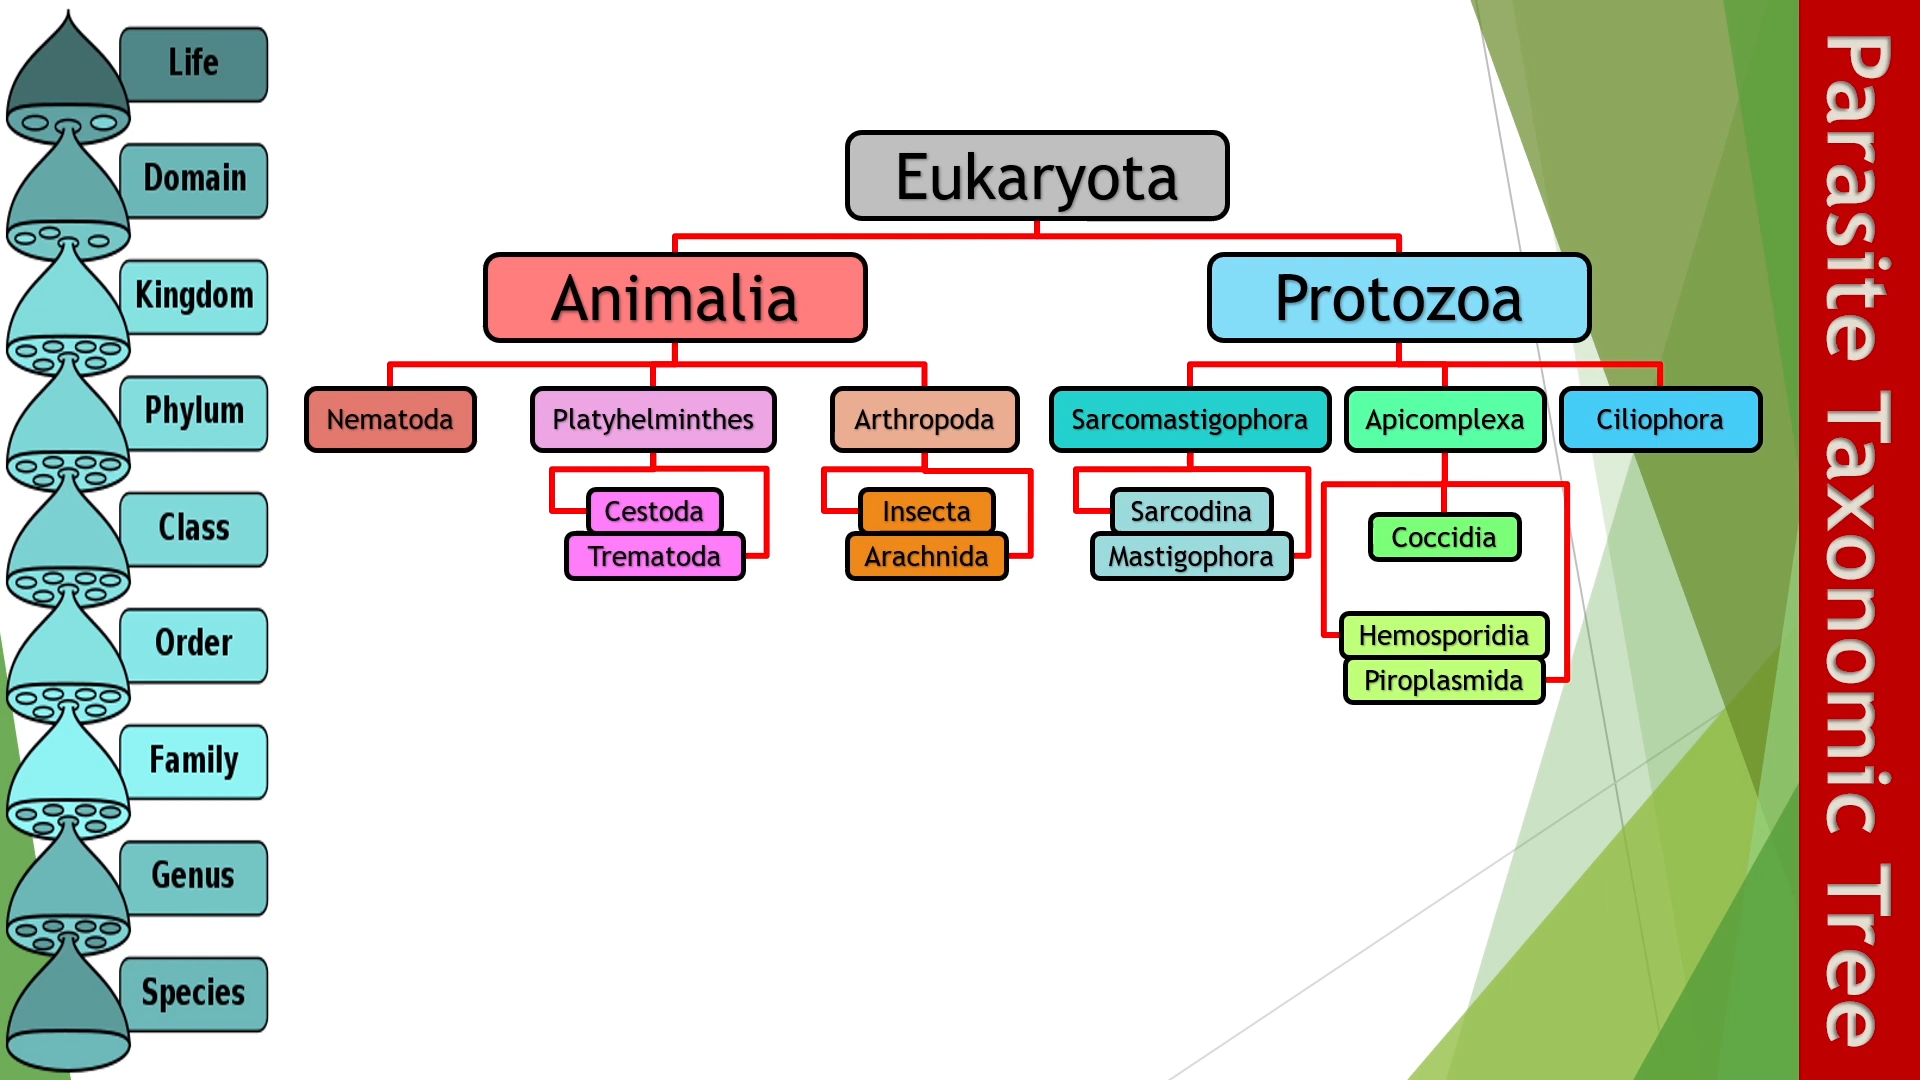 Life
Domain
Kingdom
Phylum
Class
Order
Family
Genus
Species
Eukaryota
Animalia
Protozoa
Nematoda
Platyhelminthes
Arthropoda
Sarcomastigophora
Apicomplexa
Ciliophora
Cestoda
Trematoda
Insecta
Arachnida
Sarcodina
Mastigophora
Coccidia
Hemosporidia
Piroplasmida
Parasite Taxonomic Tree